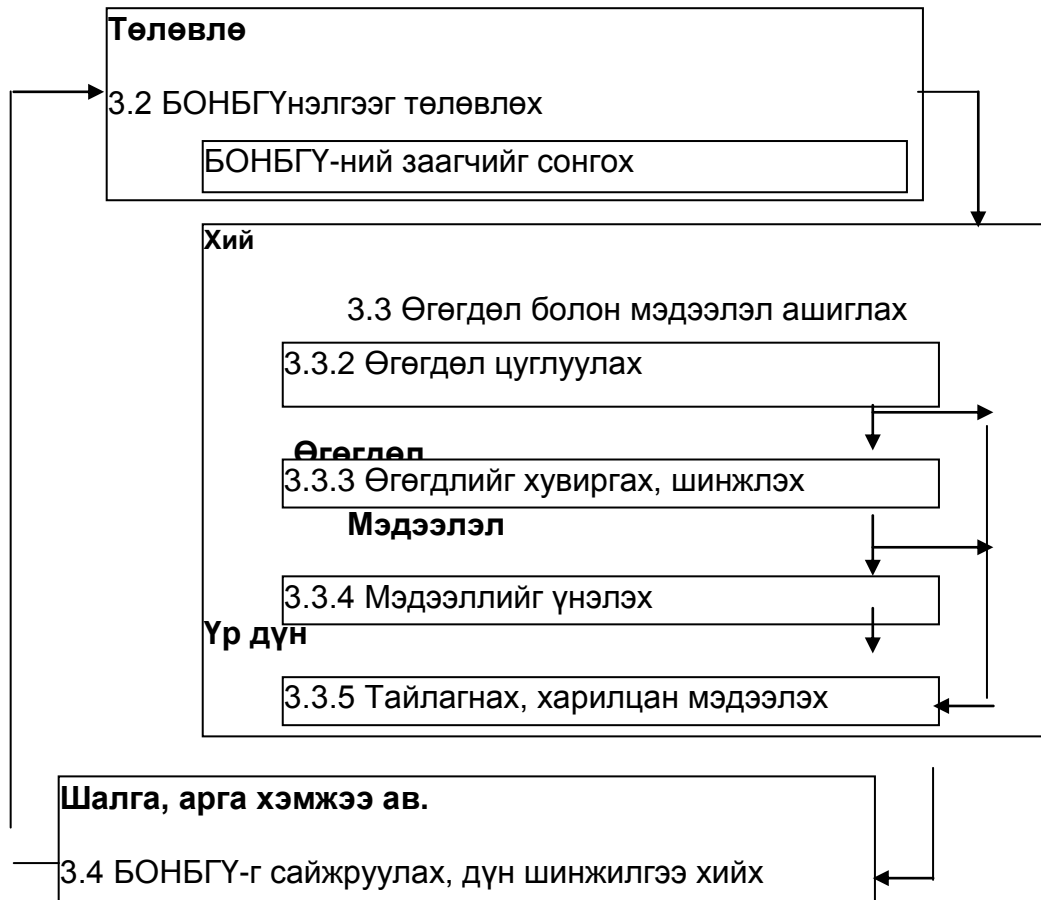 Төлөвлө
3.2 БОНБГҮнэлгээг төлөвлөх
БОНБГҮ-ний заагчийг сонгох
Хий
3.3 Өгөгдөл болон мэдээлэл ашиглах
3.3.2 Өгөгдөл цуглуулах
Өгөгдөл
3.3.3 Өгөгдлийг хувиргах, шинжлэх
Мэдээлэл
3.3.4 Мэдээллийг үнэлэх
Үр дүн
3.3.5 Тайлагнах, харилцан мэдээлэх
Шалга, арга хэмжээ ав.
3.4 БОНБГҮ-г сайжруулах, дүн шинжилгээ хийх